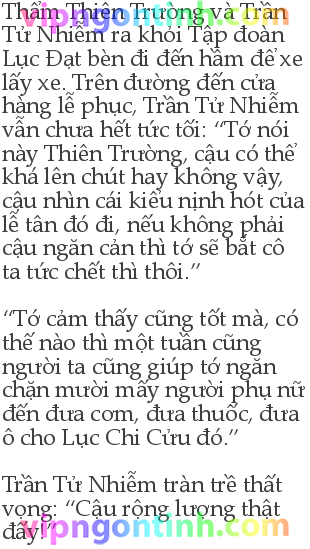 Thẩm Thiên Trường và Trần
Tử Nhiễm ra khỏi Tập đoàn
Lục Đạt bèn đi đến hầm để xe
lấy xe. Trên đường đến cửa
hàng lễ phục, Trần Tử Nhiễm
vẫn chưa hết tức tối: “Tớ nói
này Thiên Trường, cậu có thể
khá lên chút hay không vậy,
cậu nhìn cái kiểu nịnh hót của
lễ tân đó đi, nếu không phải
cậu ngăn cản thì tớ sẽ bắt cô
ta tức chết thì thôi.”
“Tớ cảm thấy cũng tốt mà, có
thế nào thì một tuần cũng
người ta cũng giúp tớ ngăn
chặn mười mấy người phụ nữ
đến đưa cơm, đưa thuốc, đưa
ô cho Lục Chi Cửu đó.”
Trần Tử Nhiễm tràn trề thất
vọng: “Cậu rộng lượng thật
đấy!”
vipngontinh.com
vipngontinh.com